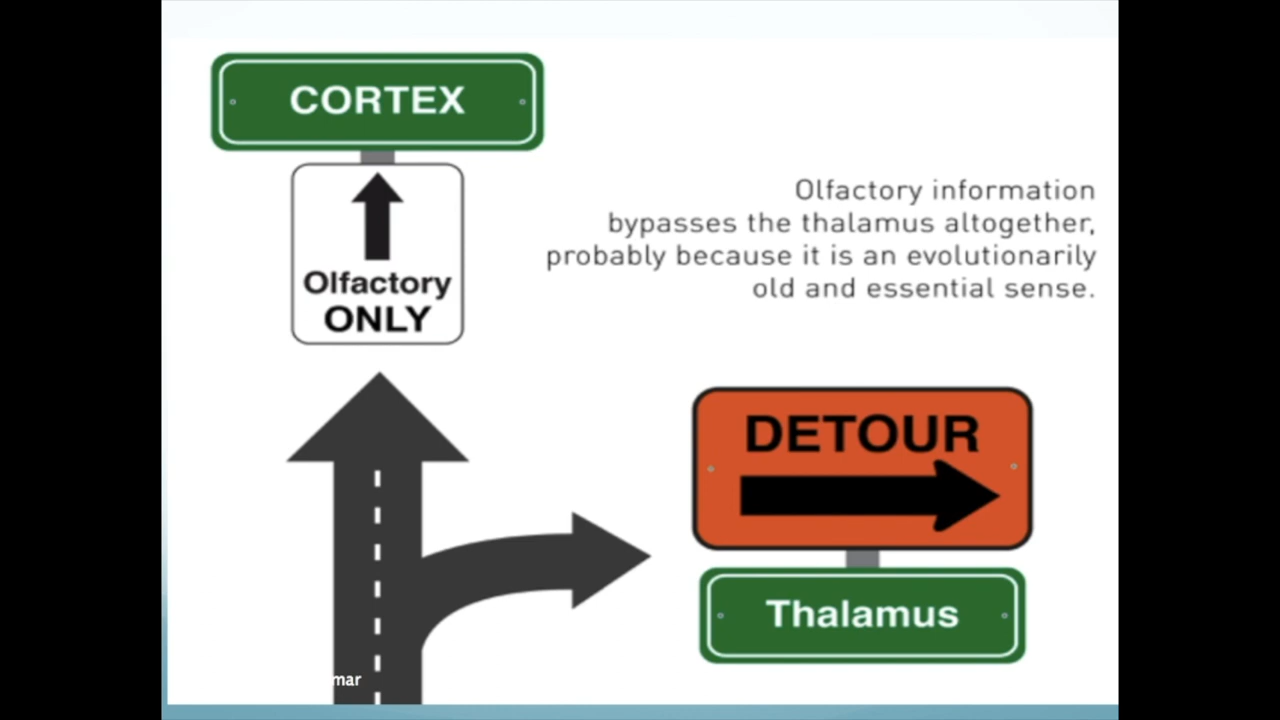 CORTEX
Olfactory
ONLY
Olfactory information
bypasses the thalamus altogether,
probably because it is an evolutionarily
old and essential sense.
DETOUR
Thalamus